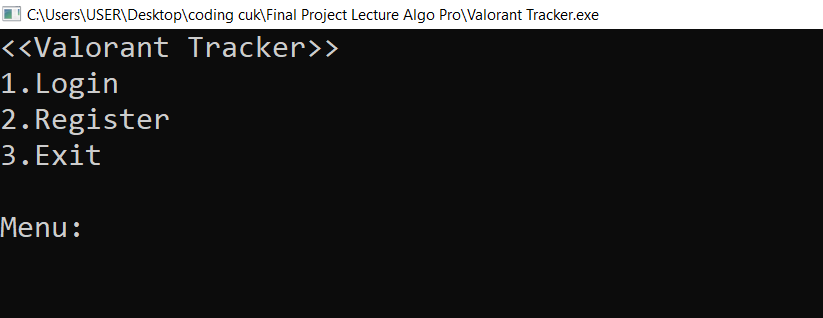 C:\Users\USER\Desktop\coding cuk\Final Project Lecture Algo Pro\Valorant Tracker.exe
<<Valorant Tracker>>
1.Login
2.Register
3.Exit
Menu: